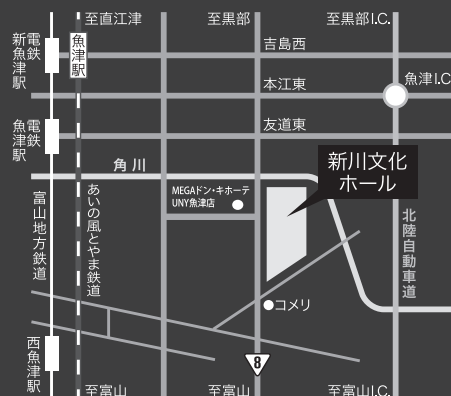 至直江津
至黒部
至黒部I.C.
電鉄
新魚津駅
魚津駅
吉島西
本江東
魚津I.C
電鉄
魚津駅
友道東
角川
新川文化
ホール
MEGAドン・キホーテ
UNY魚津店
富山地方鉄道
あいの風とやま鉄道
北陸自動車道
コメリ
8
西魚津駅
至富山
至富山
至富山I.C.